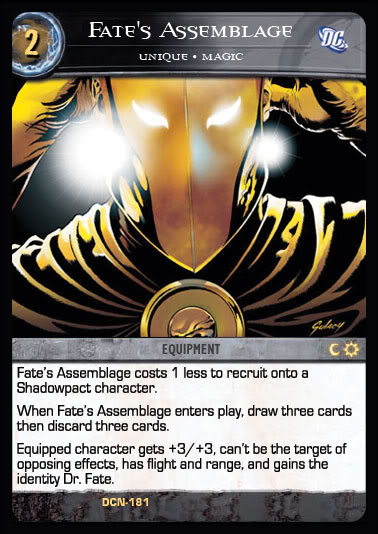 2
FATE'S ASSEMBLAGE
UNIQUE • MAGIC
DC
Gulacy
EQUIPMENT
Fate's Assemblage costs 1 less to recruit onto a
Shadowpact character.
When Fate's Assemblage enters play, draw three cards
then discard three cards.
Equipped character gets +3/+3, can't be the target of
opposing effects, has flight and range, and gains the
identity Dr. Fate.
DCN-181